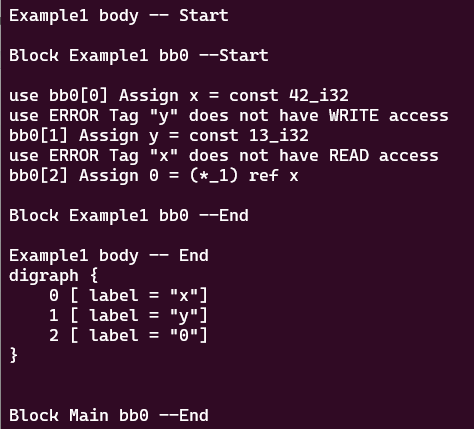 Example1 body -- Start
Block Example1 bb0 --Start
use bb0[0] Assign x = const 42_i32
use ERROR Tag "y" does not have WRITE access
bb0[1] Assign y = const 13_i32
use ERROR Tag "x" does not have READ access
bb0[2] Assign 0 = (*_1) ref x
Block Example1 bb0 --End
Example1 body -- End
digraph {
    0 [ label = "x"]
    1 [ label = "y"]
    2 [ label = "0"]
}
Block Main bb0 --End